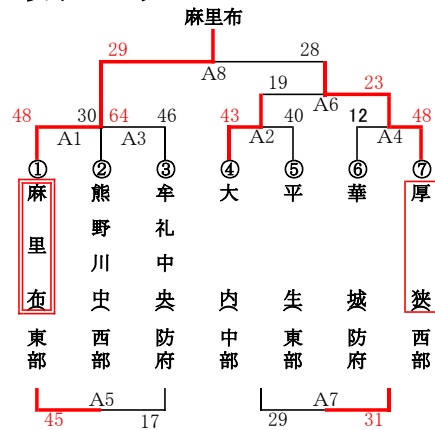 麻里布
29 28
A8
19 23
A6
48 30 64 46 43 40 12 48
A1 A3 A2 A4
① ② ③ ④ ⑤ ⑥ ⑦
麻里布(東部
熊野川中(西部
牟礼中央(防府
大内(中部
平生(東部
華城(防府
厚狭(西部
A5 A7
45 17 29 31